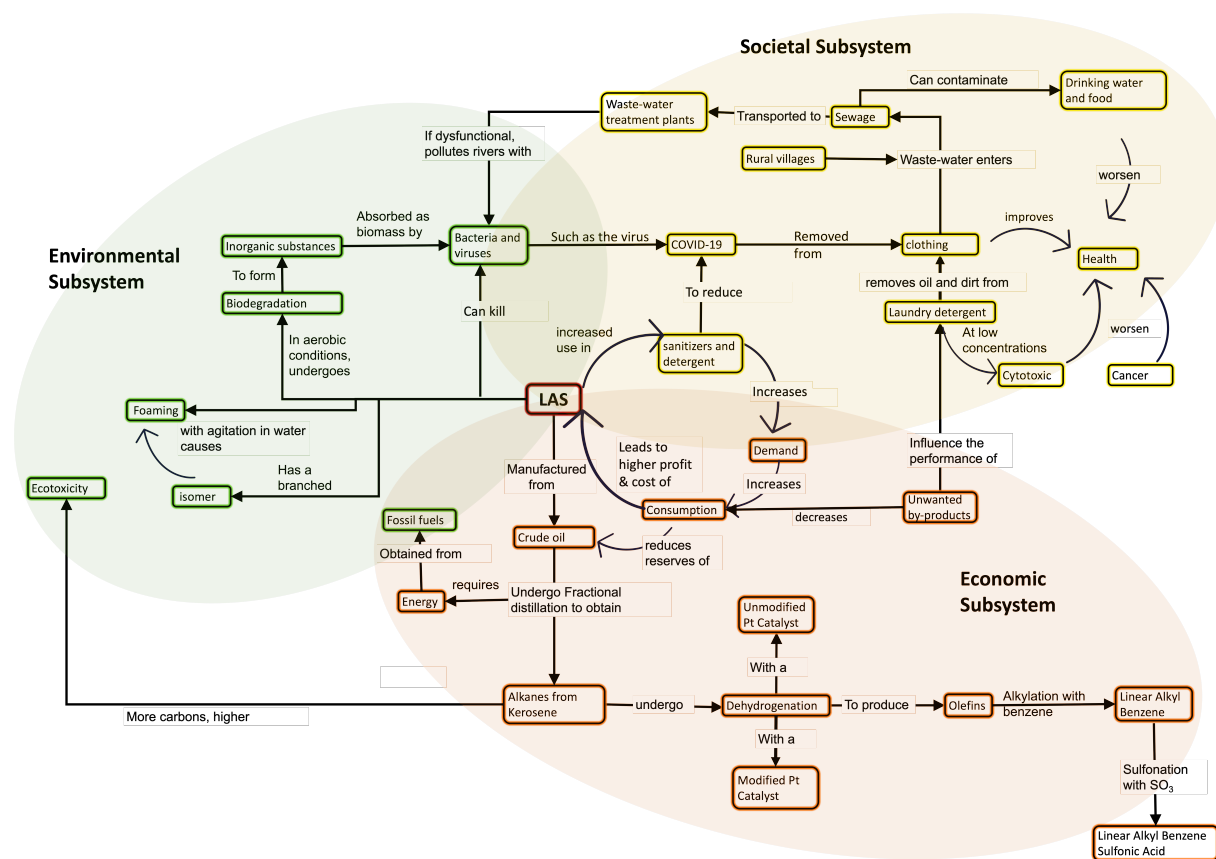 Societal Subsystem
Can contaminate
Drinking water
and food
Waste-water
treatment plants
Transported to
Sewage
If dysfunctional,
pollutes rivers with
Rural villages
Waste-water enters
worsen
Environmental
Subsystem
Absorbed as
biomass by
Inorganic substances
Bacteria and
viruses
Such as the virus
COVID-19
Removed
from
clothing
improves
Health
To form
Biodegradation
Can kill
To reduce
removes oil and dirt from
Laundry detergent
In aerobic
conditions,
undergoes
increased
use in
sanitizers and
detergent
At low
concentrations
worsen
Cytotoxic
Cancer
LAS
Increases
Foaming
with agitation in water
causes
Has a
branched
isomer
Ecotoxicity
Manufactured
from
Leads to
higher profit
& cost of
Demand
Increases
Influence the
performance of
Consumption
decreases
Unwanted
by-products
Fossil fuels
Crude oil
reduces
reserves of
Obtained from
requires
Energy
Undergo Fractional
distillation to obtain
Economic
Subsystem
Unmodified
Pt Catalyst
With a
Alkanes from
Kerosene
undergo
Dehydrogenation
To produce
Olefins
Alkylation with
benzene
Linear Alkyl
Benzene
More carbons, higher
With a
Modified Pt
Catalyst
Sulfonation
with SO₃
Linear Alkyl Benzene
Sulfonic Acid